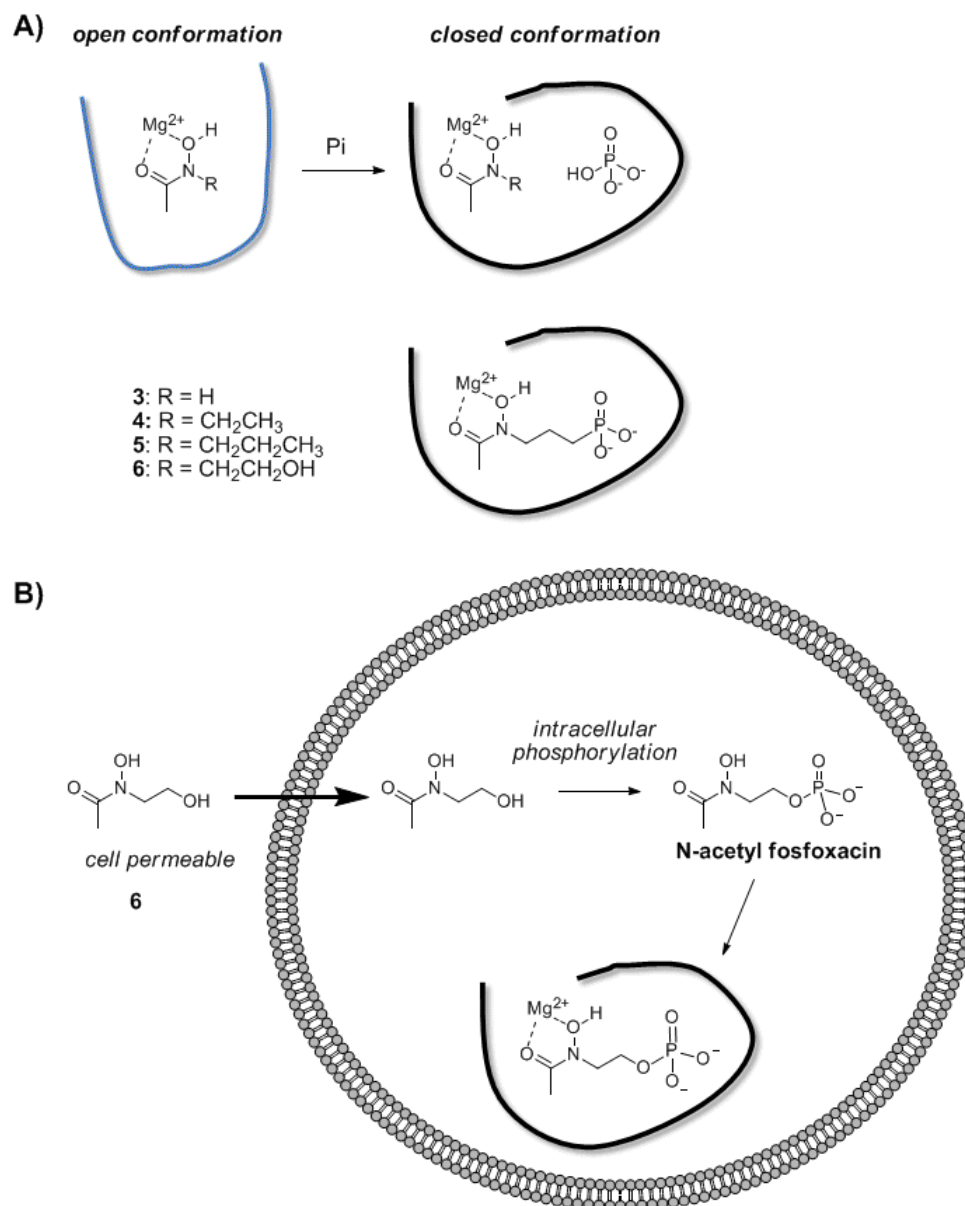 A)
open conformation
closed conformation
Mg2+
H
O
O
N
R
Pi
Mg2+
H
O
O
N
R
O
P
HO
O-
O-
3: R = H
4: R = CH2CH3
5: R = CH2CH2CH3
6: R = CH2CH2OH
Mg2+
H
O
O
N
O
P
O-
O-
B)
OH
O
N
OH
cell permeable
6
OH
O
N
OH
intracellular
phosphorylation
OH
O
N
O
P
O
O-
O-
N-acetyl fosfoxacin
Mg2+
H
O
O
N
O
O
P
O-
O-